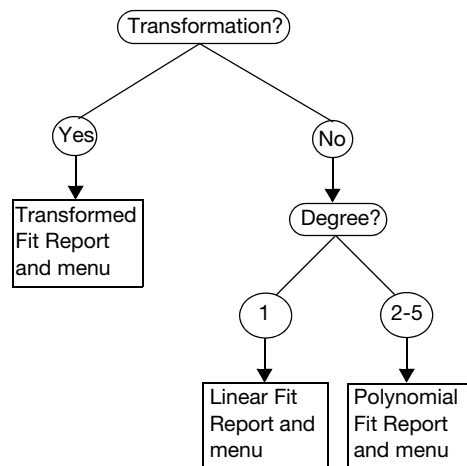 Transformation?
Yes
No
Transformed
Fit Report
and menu
Degree?
1
2-5
Linear Fit
Report and
menu
Polynomial
Fit Report
and menu